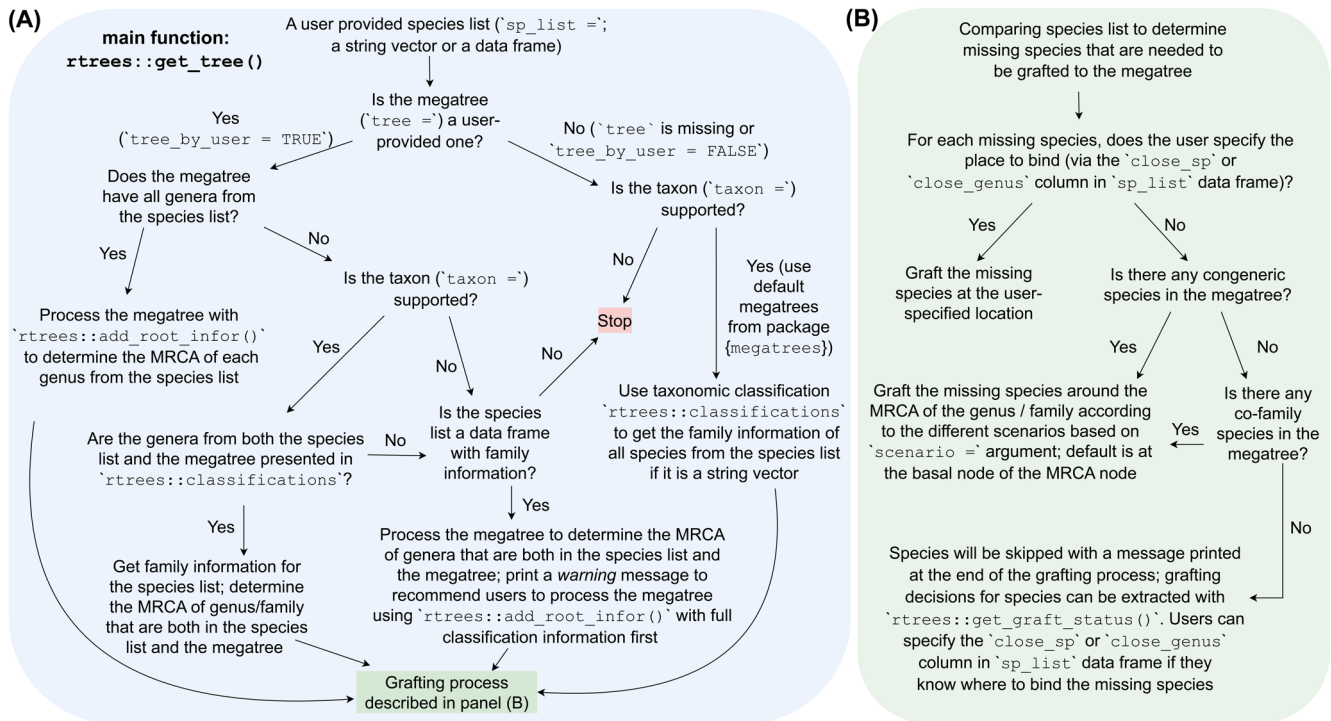 (A)
main function:
rtrees::get_tree()
A user provided species list (`sp_list =`;
a string vector or a data frame)
Is the megatree
(`tree =`) a user-
provided one?
Yes
(`tree_by_user = TRUE`)
No (`tree` is missing or
`tree_by_user = FALSE`)
Does the megatree
have all genera from
the species list?
Is the taxon (`taxon =`)
supported?
Yes
No
No
Yes (use
default
megatrees
from package
{megatrees})
Is the taxon (`taxon =`)
supported?
Stop
Process the megatree with
`rtrees::add_root_infor()`
to determine the MRCA of each
genus from the species list
Yes
No
No
Use taxonomic classification
`rtrees::classifications`
to get the family information of
all species from the species list
if it is a string vector
Is the species
list a data frame
with family
information?
Are the genera from both the species
list and the megatree presented in
`rtrees::classifications`?
No
Yes
Yes
Process the megatree to determine the MRCA
of genera that are both in the species list and
the megatree; print a warning message to
recommend users to process the megatree
using `rtrees::add_root_infor()` with full
classification information first
Get family information for
the species list; determine
the MRCA of genus/family
that are both in the species
list and the megatree
Grafting process
described in panel (B)
(B)
Comparing species list to determine
missing species that are needed to
be grafted to the megatree
For each missing species, does the user specify the
place to bind (via the `close_sp` or
`close_genus` column in `sp_list` data frame)?
Yes
No
Graft the missing
species at the user-
specified location
Is there any congeneric
species in the megatree?
Yes
No
Graft the missing species around the
MRCA of the genus / family according
to the different scenarios based on
`scenario =` argument; default is at
the basal node of the MRCA node
Yes
Is there any
co-family
species in the
megatree?
No
Species will be skipped with a message printed
at the end of the grafting process; grafting
decisions for species can be extracted with
`rtrees::get_graft_status()`. Users can
specify the `close_sp` or `close_genus`
column in `sp_list` data frame if they
know where to bind the missing species